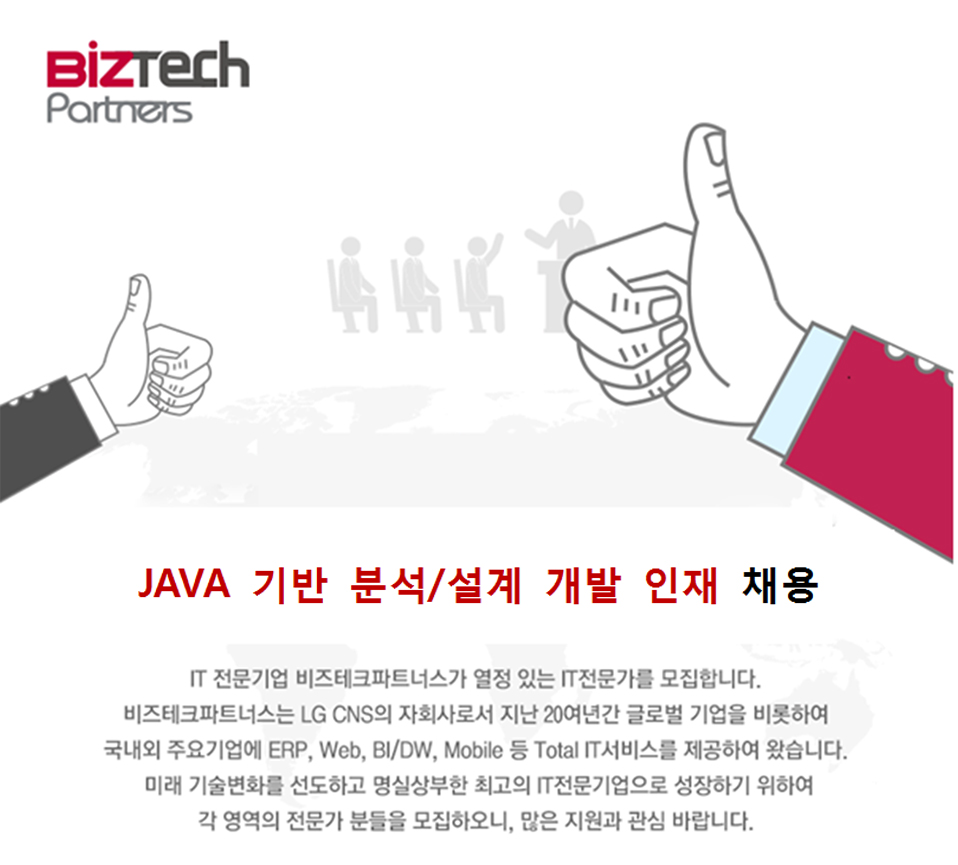 BizTech
Partners
JAVA 기반 분석/설계 개발 인재 채용
IT 전문기업 비즈테크파트너스가 열정 있는 IT전문가를 모집합니다.
비즈테크파트너스는 LG CNS의 자회사로서 지난 20여년간 글로벌 기업을 비롯하여
국내외 주요기업에 ERP, Web, BI/DW, Mobile 등 Total IT서비스를 제공하여 왔습니다.
미래 기술변화를 선도하고 명실상부한 최고의 IT전문기업으로 성장하기 위하여
각 영역의 전문가 분들을 모집하오니, 많은 지원과 관심 바랍니다.